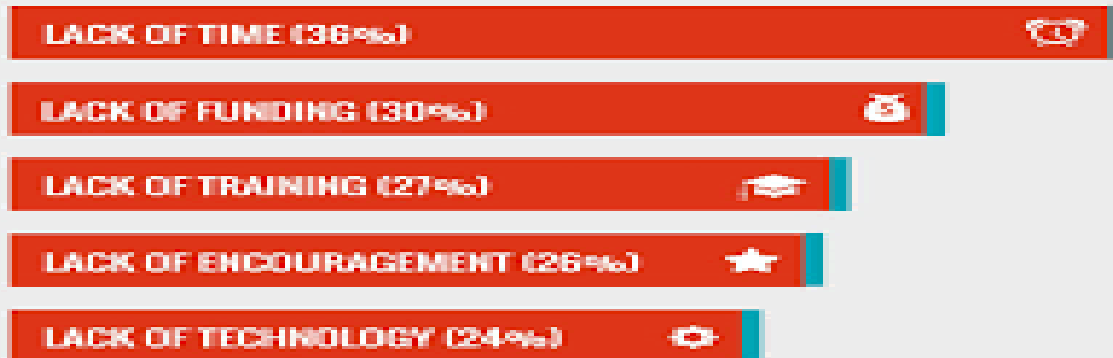 LACK OF TIME (36%)
LACK OF FUNDING (30%)
LACK OF TRAINING (27%)
LACK OF ENCOURAGEMENT (26%)
LACK OF TECHNOLOGY (24%)